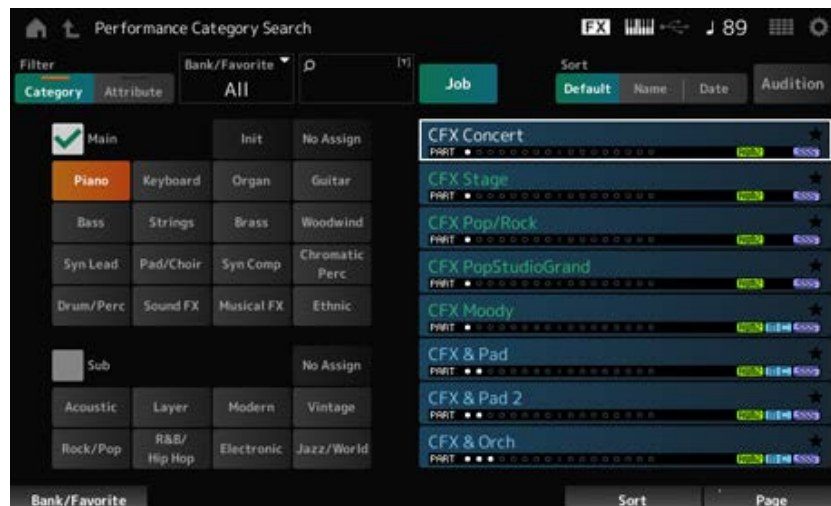 Performance Category Search
FX
89
Filter
Category
Attribute
Bank/Favorite
All
Job
Sort
Default
Name
Date
Audition
Main
Init
No Assign
Piano
Keyboard
Organ
Guitar
Bass
Strings
Brass
Woodwind
Syn Lead
Pad/Choir
Syn Comp
Chromatic
Perc
Drum/Perc
Sound FX
Musical FX
Ethnic
Sub
No Assign
Acoustic
Layer
Modern
Vintage
Rock/Pop
R&B/
Hip Hop
Electronic
Jazz/World
CFX Concert
PART
CFX Stage
PART
CFX Pop/Rock
PART
CFX PopStudioGrand
PART
CFX Moody
PART
CFX & Pad
PART
CFX & Pad 2
PART
CFX & Orch
PART
Bank/Favorite
Sort
Page